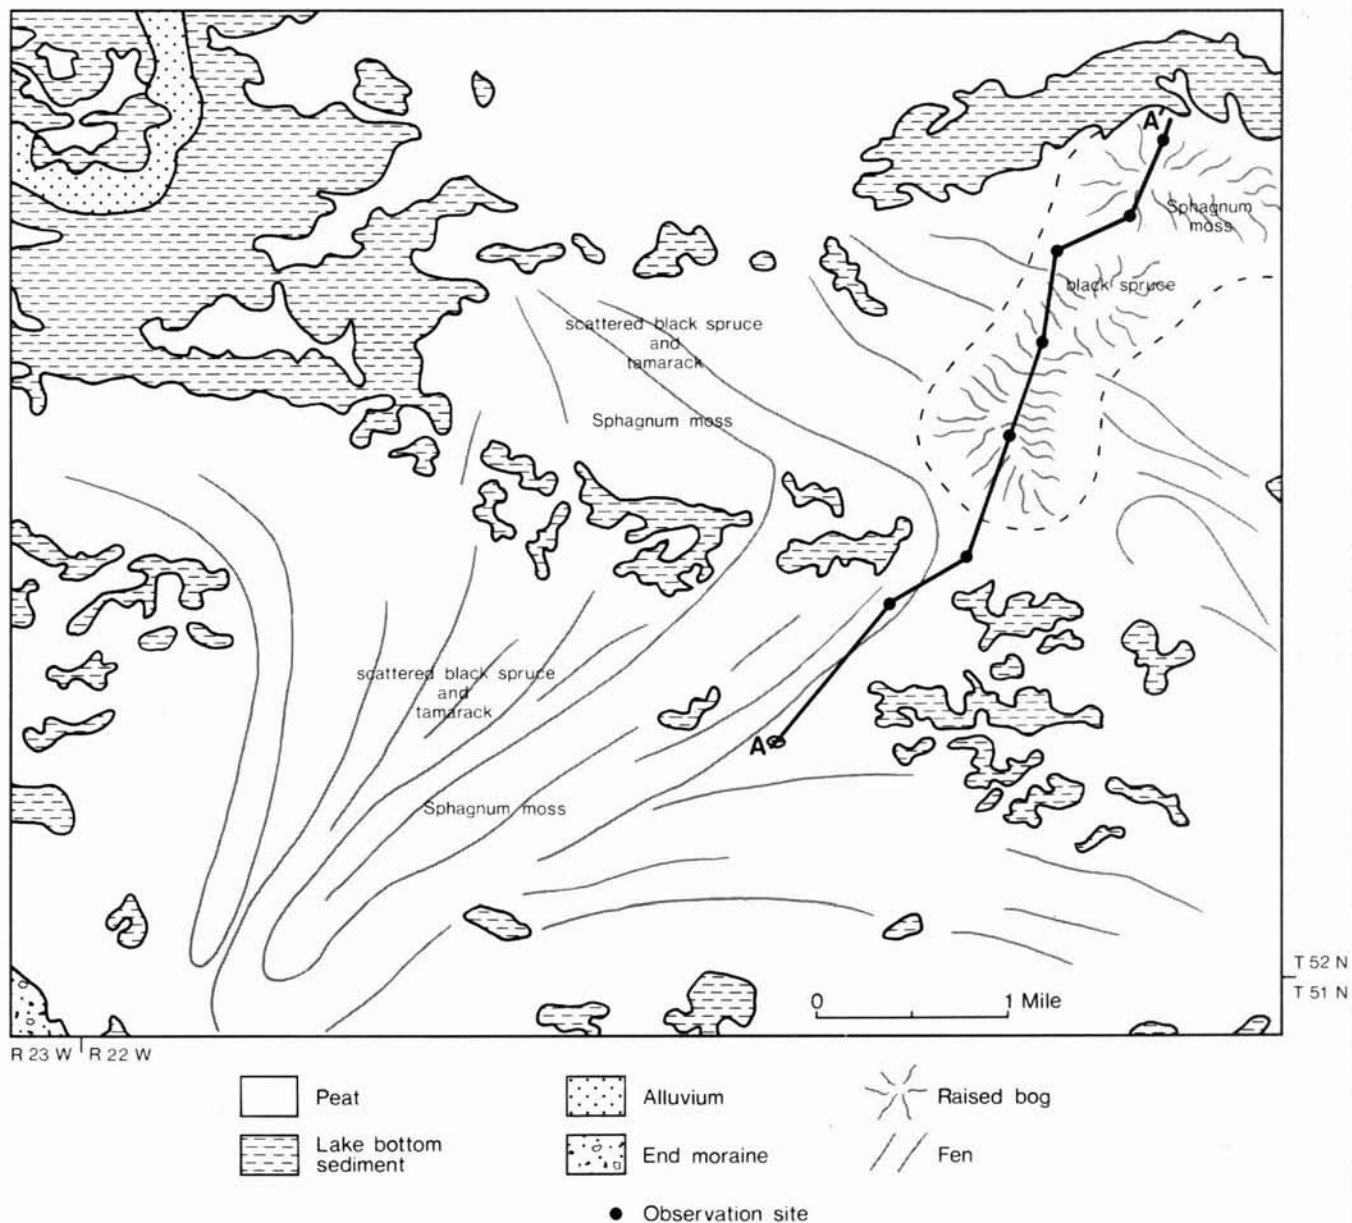 A'
Sphagnum
moss
black spruce
scattered black spruce
and
tamarack
Sphagnum moss
scattered black spruce
and
tamarack
A
Sphagnum moss
T 52 N
T 51 N
0 1 Mile
R 23 W R 22 W
Peat
Alluvium
Raised bog
Lake bottom
sediment
End moraine
Fen
Observation site